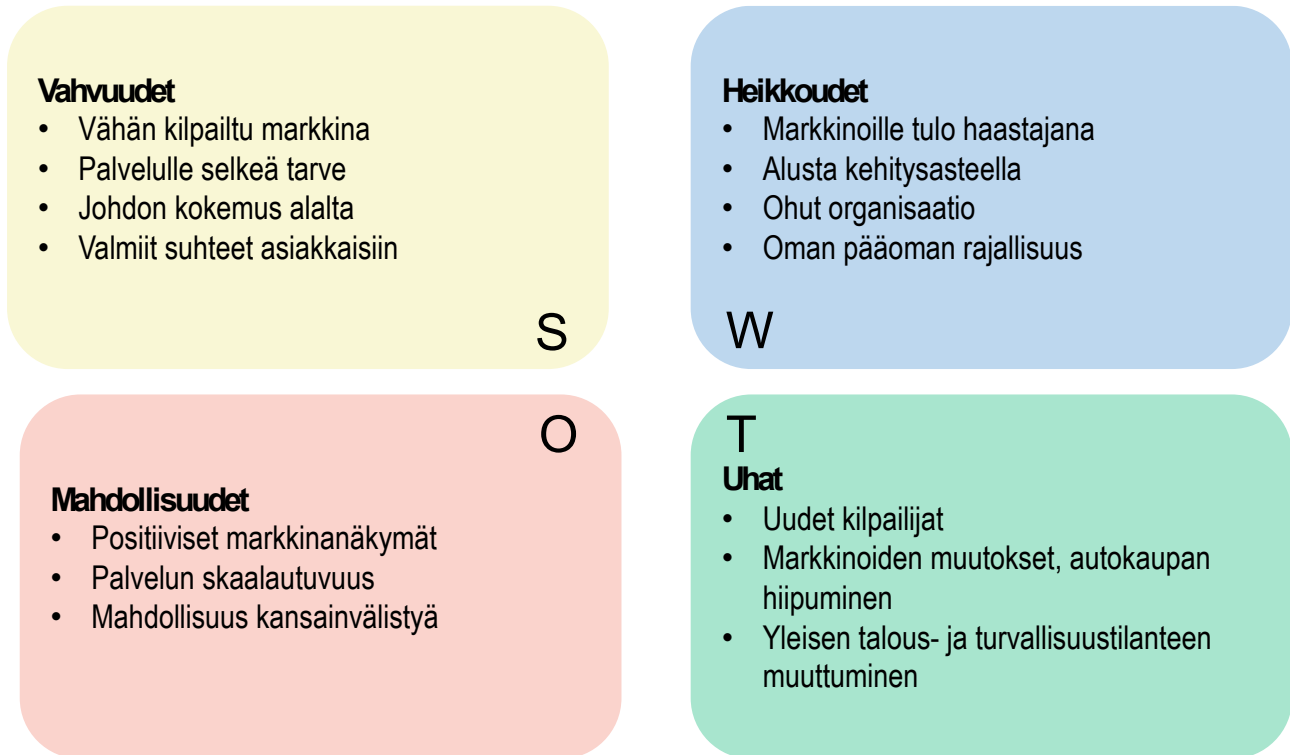 Vahvuudet
• Vähän kilpailtu markkina
• Palvelulle selkeä tarve
• Johdon kokemus alalta
• Valmiit suhteet asiakkaisiin
S
Heikkoudet
• Markkinoille tulo haastajana
• Alusta kehitysasteella
• Ohut organisaatio
• Oman pääoman rajallisuus
W
O
Mahdollisuudet
• Positiiviset markkinanäkymät
• Palvelun skaalautuvuus
• Mahdollisuus kansainvälistyä
T
Uhat
• Uudet kilpailijat
• Markkinoiden muutokset, autokaupan
hiipuminen
• Yleisen talous- ja turvallisuustilanteen
muuttuminen